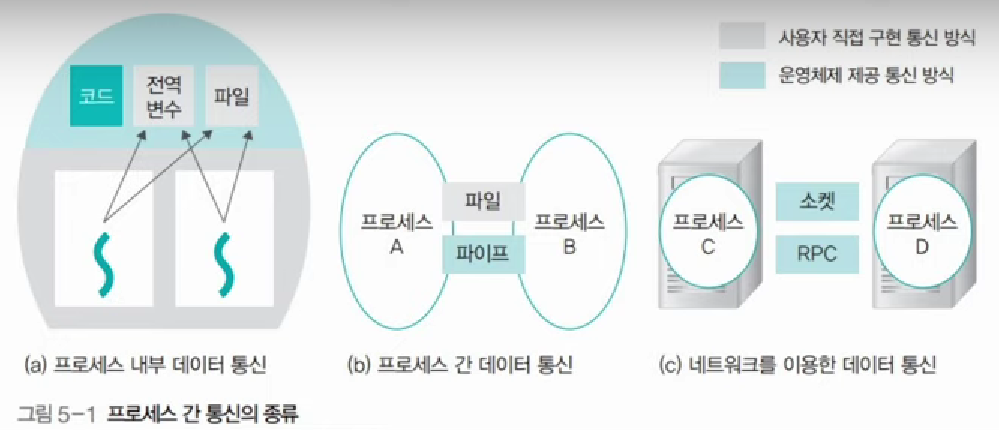 사용자 직접 구현 통신 방식
운영체제 제공 통신 방식
코드
전역
변수
파일
프로세스
A
파일
파이프
프로세스
B
프로세스
C
소켓
RPC
프로세스
D
(a) 프로세스 내부 데이터 통신
(b) 프로세스 간 데이터 통신
(c) 네트워크를 이용한 데이터 통신
그림 5-1 프로세스 간 통신의 종류